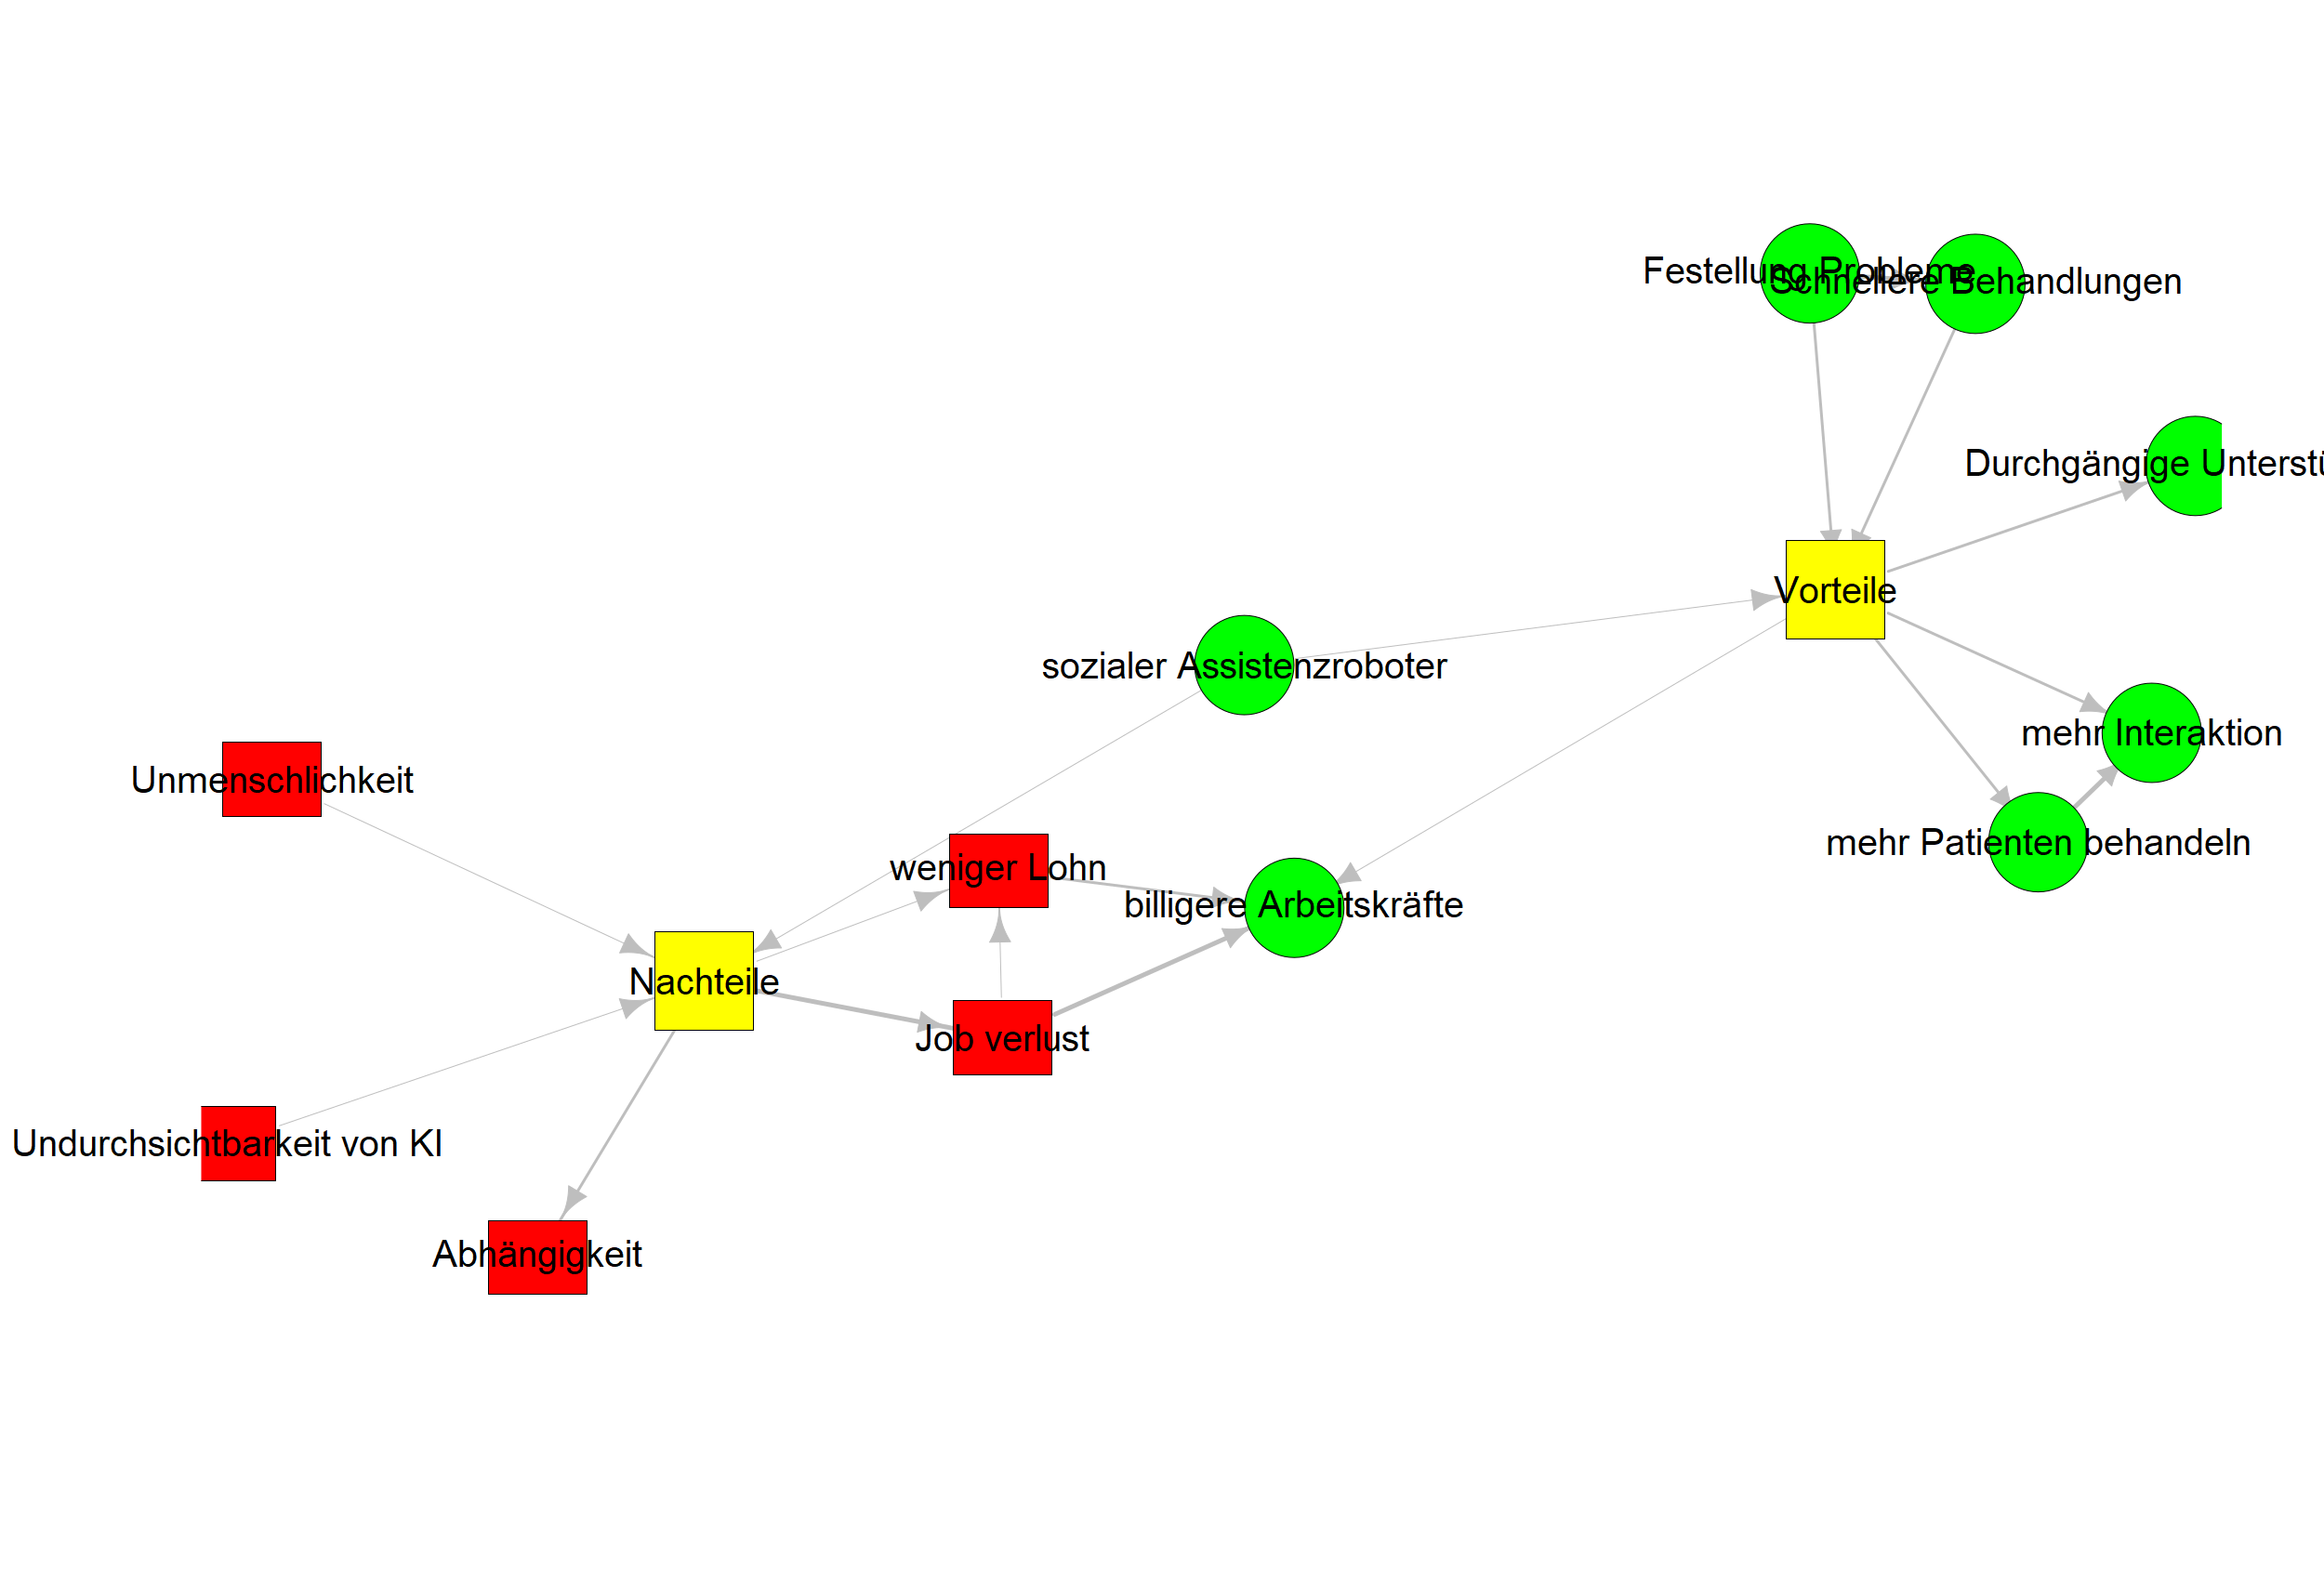 Festellung Probleme
Schnellere Behandlungen
Durchgängige
Vorteile
sozialer Assistenzroboter
mehr Interaktion
Unmenschlichkeit
mehr Patienten behandeln
weniger Lohn
billigere Arbeitskräfte
Nachteile
Job verlust
Undurchsichtbarkeit von KI
Abhängigkeit